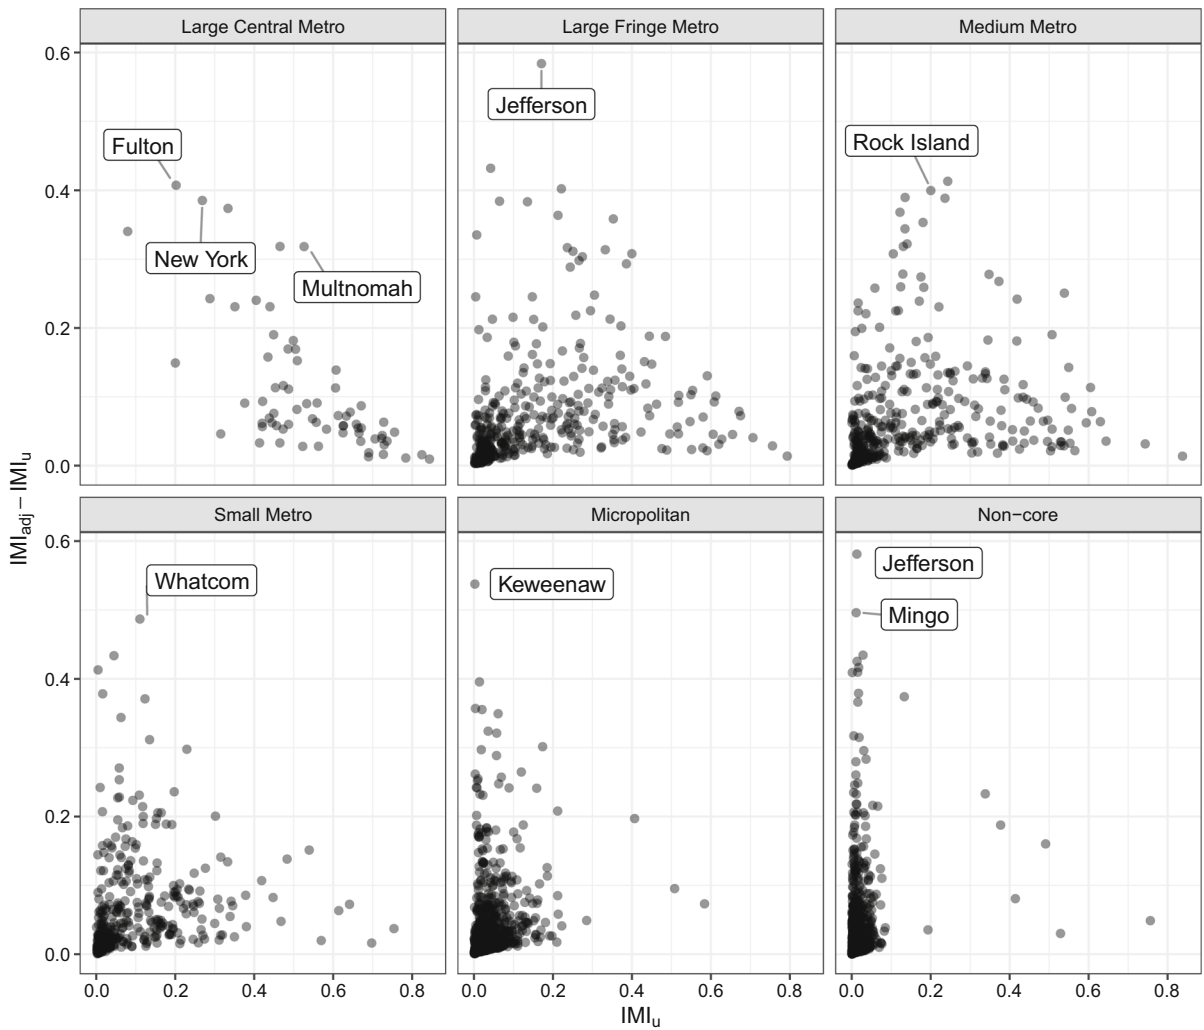 Large Central Metro
Large Fringe Metro
Medium Metro
0.6
0.4
0.2
0.0
Jefferson
Fulton
Rock Island
New York
Multnomah
IMI_adj − IMI_u
Small Metro
Micropolitan
Non−core
0.6
0.4
0.2
0.0
Whatcom
Keweenaw
Jefferson
Mingo
0.0 0.2 0.4 0.6 0.8 0.0 0.2 0.4 0.6 0.8 0.0 0.2 0.4 0.6 0.8
IMI_u